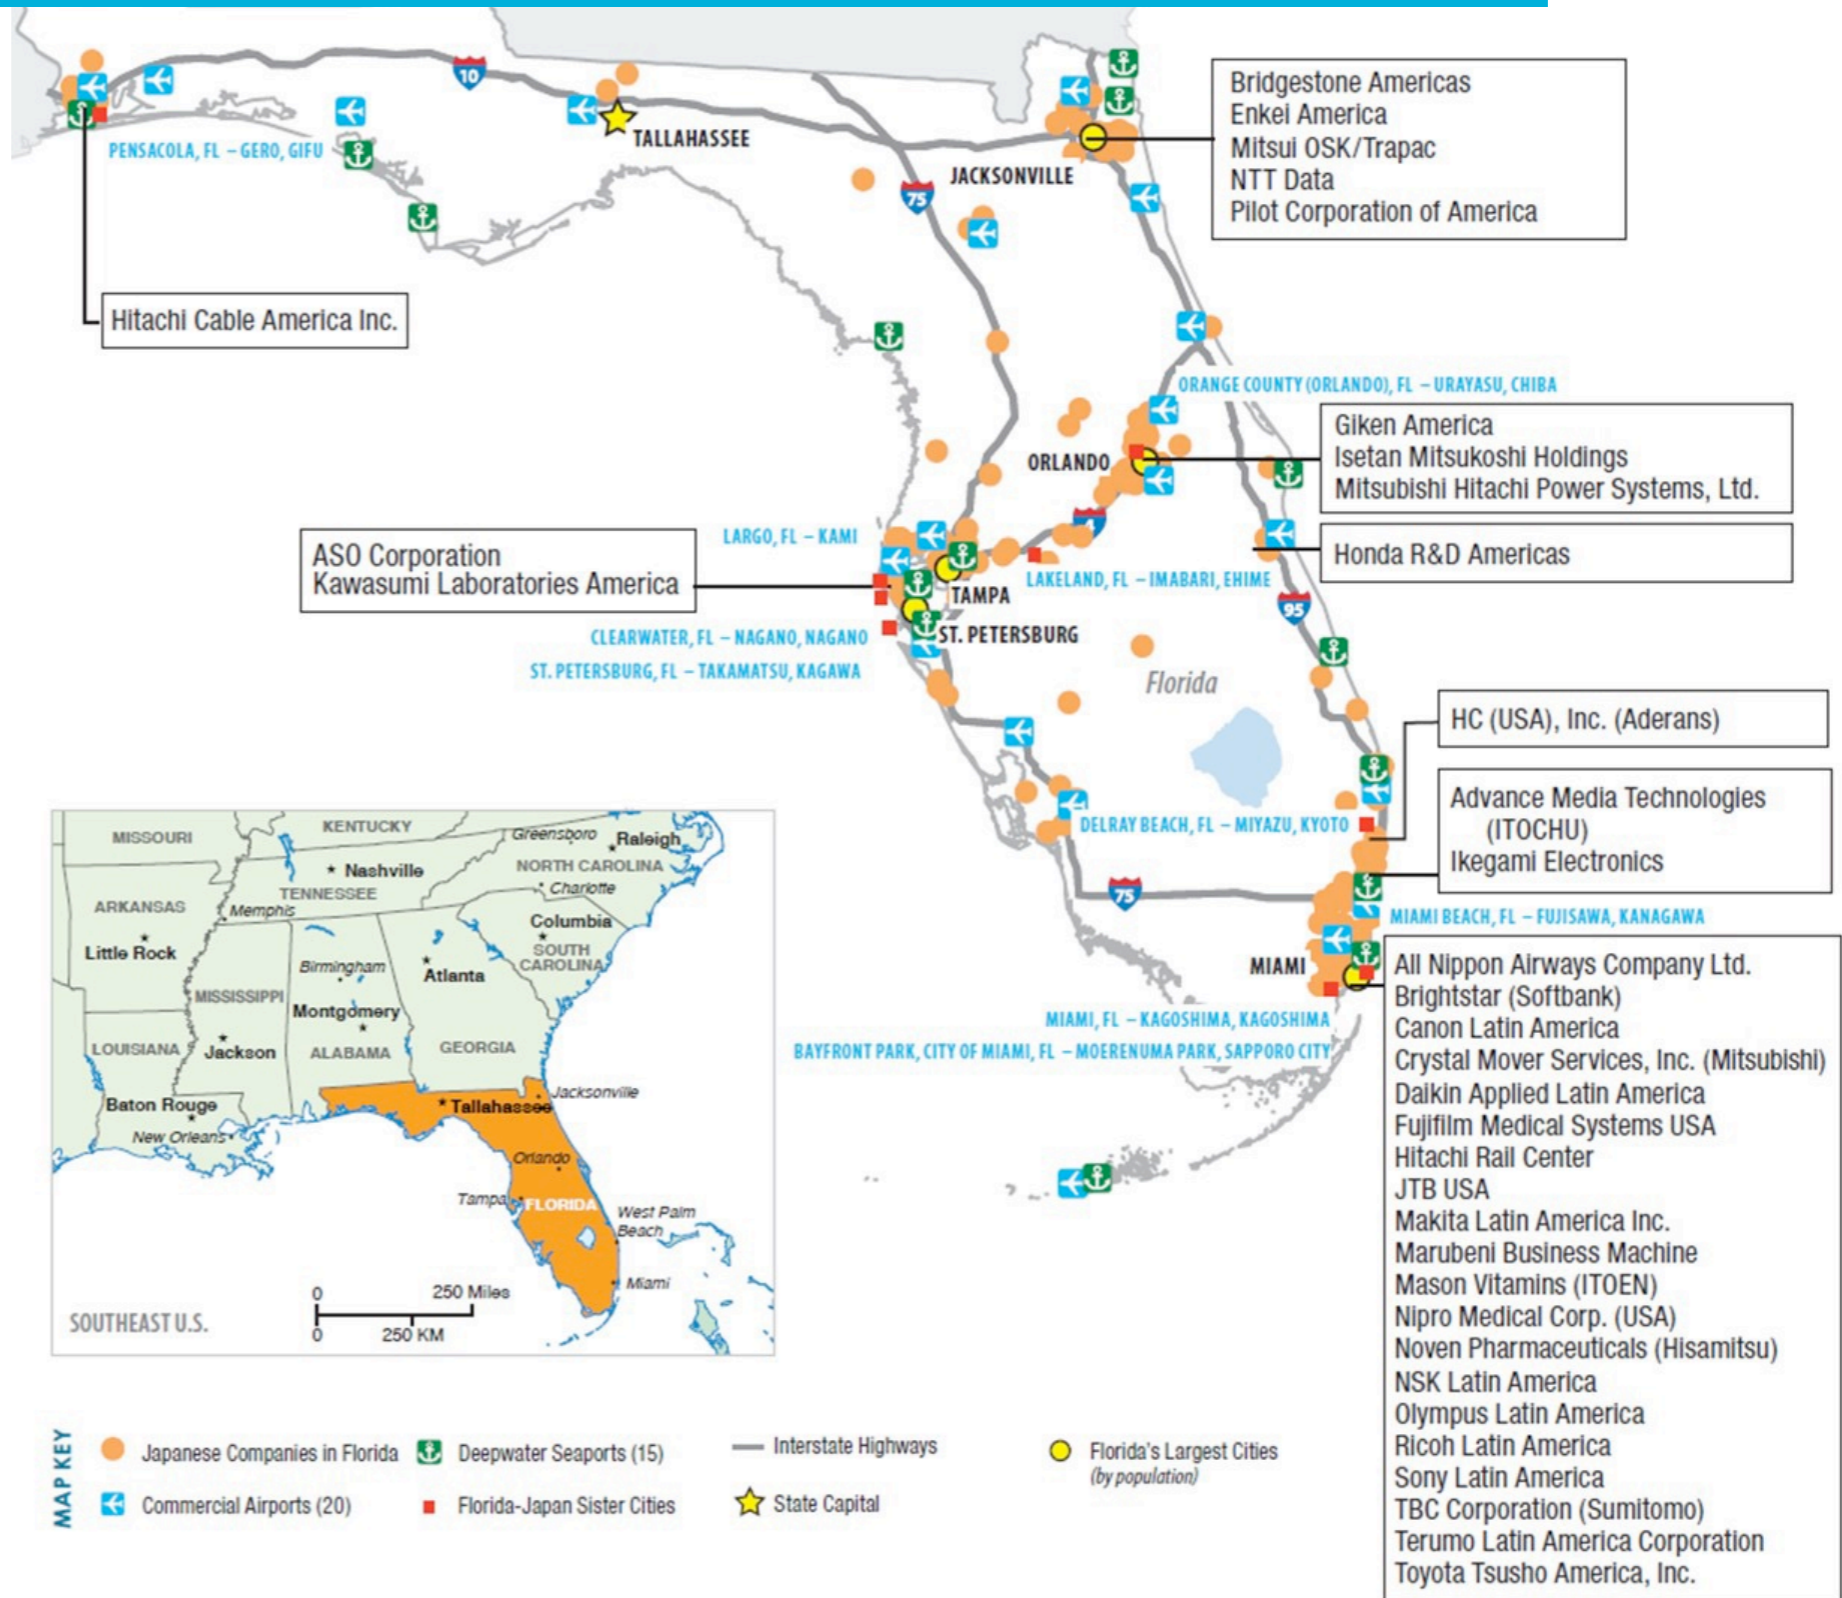 10
TALLAHASSEE
PENSACOLA, FL – GERO, GIFU
JACKSONVILLE
75
Bridgestone Americas
Enkei America
Mitsui OSK/Trapac
NTT Data
Pilot Corporation of America
Hitachi Cable America Inc.
ORANGE COUNTY (ORLANDO), FL – URAYASU, CHIBA
ORLANDO
Giken America
Isetan Mitsukoshi Holdings
Mitsubishi Hitachi Power Systems, Ltd.
4
LARGO, FL – KAMI
Honda R&D Americas
ASO Corporation
Kawasumi Laboratories America
LAKELAND, FL – IMABARI, EHIME
TAMPA
95
CLEARWATER, FL – NAGANO, NAGANO
ST. PETERSBURG
ST. PETERSBURG, FL – TAKAMATSU, KAGAWA
Florida
HC (USA), Inc. (Aderans)
Advance Media Technologies
(ITOCHU)
Ikegami Electronics
DELRAY BEACH, FL – MIYAZU, KYOTO
75
MIAMI BEACH, FL – FUJISAWA, KANAGAWA
MIAMI
MIAMI, FL – KAGOSHIMA, KAGOSHIMA
BAYFRONT PARK, CITY OF MIAMI, FL – MOERENUMA PARK, SAPPORO CITY
All Nippon Airways Company Ltd.
Brightstar (Softbank)
Canon Latin America
Crystal Mover Services, Inc. (Mitsubishi)
Daikin Applied Latin America
Fujifilm Medical Systems USA
Hitachi Rail Center
JTB USA
Makita Latin America Inc.
Marubeni Business Machine
Mason Vitamins (ITOEN)
Nipro Medical Corp. (USA)
Noven Pharmaceuticals (Hisamitsu)
NSK Latin America
Olympus Latin America
Ricoh Latin America
Sony Latin America
TBC Corporation (Sumitomo)
Terumo Latin America Corporation
Toyota Tsusho America, Inc.
MISSOURI
KENTUCKY
Greensboro
Raleigh
Nashville
NORTH CAROLINA
TENNESSEE
Charlotte
ARKANSAS
Memphis
Columbia
Little Rock
SOUTH
CAROLINA
Birmingham
Atlanta
MISSISSIPPI
Montgomery
LOUISIANA
Jackson
ALABAMA
GEORGIA
Jacksonville
Baton Rouge
Tallahassee
New Orleans
Orlando
Tampa
FLORIDA
West Palm
Beach
Miami
0
250 Miles
0
250 KM
SOUTHEAST U.S.
MAP KEY
Japanese Companies in Florida
Deepwater Seaports (15)
Interstate Highways
Florida's Largest Cities
(by population)
Commercial Airports (20)
Florida-Japan Sister Cities
State Capital